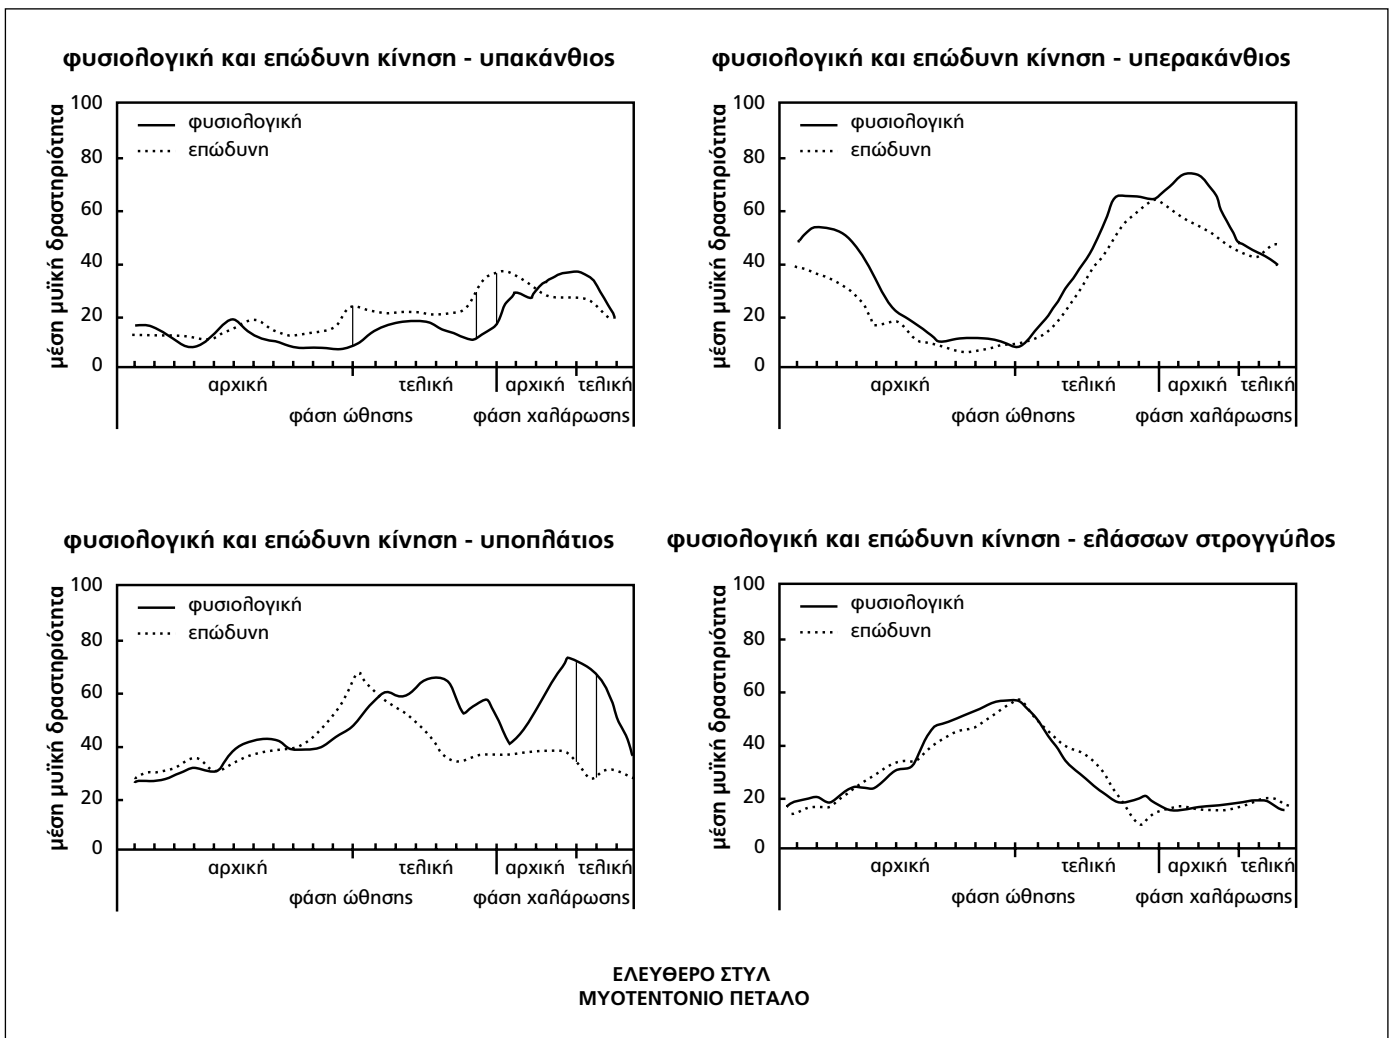 φυσιολογική και επώδυνη κίνηση - υπακάνθιος
μέση μυϊκή δραστηριότητα
100
80
60
40
20
0
φυσιολογική
επώδυνη
αρχική τελική αρχική τελική
φάση ώθησης φάση χαλάρωσης
φυσιολογική και επώδυνη κίνηση - υπερακάνθιος
μέση μυϊκή δραστηριότητα
100
80
60
40
20
0
φυσιολογική
επώδυνη
αρχική τελική αρχική τελική
φάση ώθησης φάση χαλάρωσης
φυσιολογική και επώδυνη κίνηση - υποπλάτιος
μέση μυϊκή δραστηριότητα
100
80
60
40
20
0
φυσιολογική
επώδυνη
αρχική τελική αρχική τελική
φάση ώθησης φάση χαλάρωσης
φυσιολογική και επώδυνη κίνηση - ελάσσων στρογγύλος
μέση μυϊκή δραστηριότητα
100
80
60
40
20
0
φυσιολογική
επώδυνη
αρχική τελική αρχική τελική
φάση ώθησης φάση χαλάρωσης
ΕΛΕΥΘΕΡΟ ΣΤΥΛ
ΜΥΟΤΕΝΤΟΝΙΟ ΠΕΤΑΛΟ